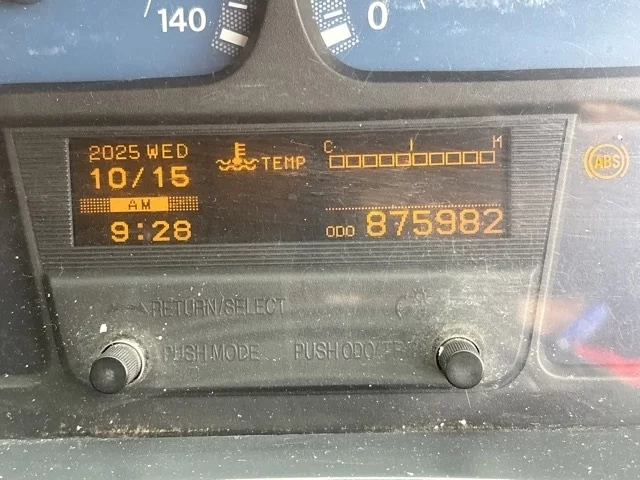 140
0
2025 WED
10/15
AM
9:28
TEMP
C H
ODO 875982
ABS
RETURN/SELECT
PUSH MODE
PUSH ODO/